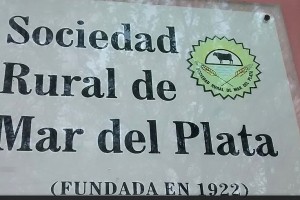 Sociedad
Rural de
Mar del Plata
(FUNDADA EN 1922)